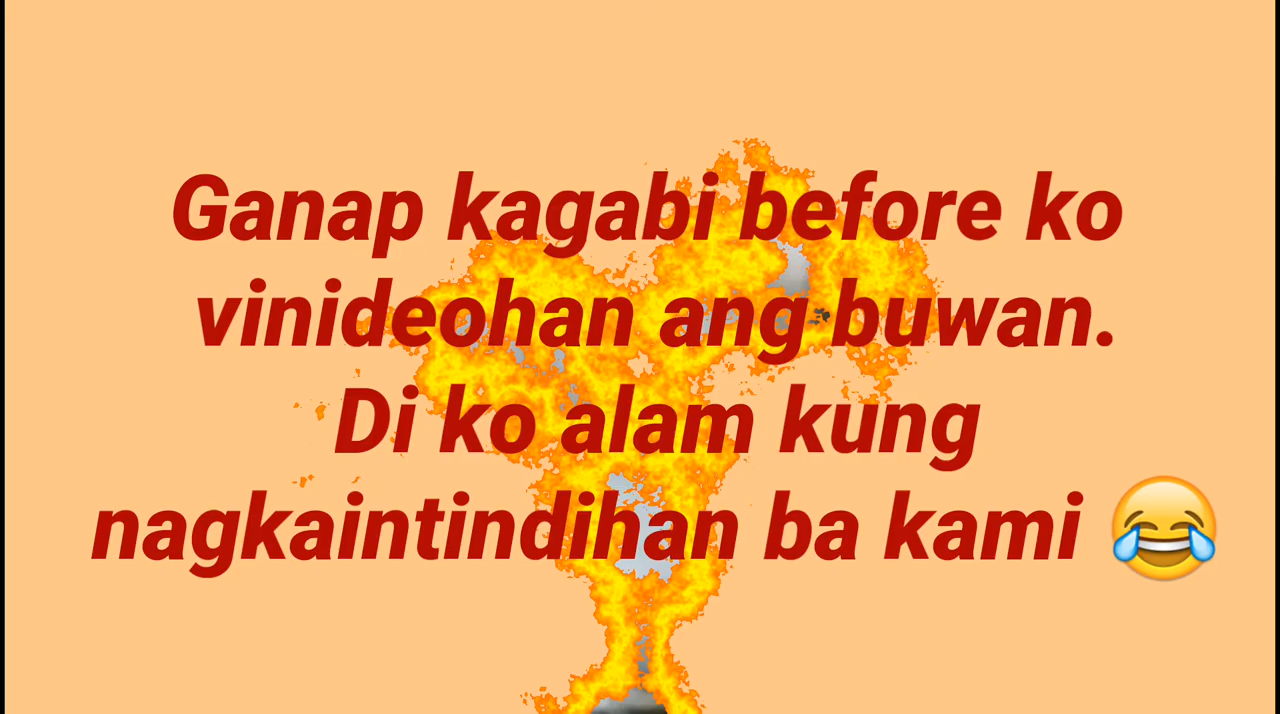 Ganap kagabi before ko
vinideohan ang buwan.
Di ko alam kung
nagkaintindihan ba kami 😂